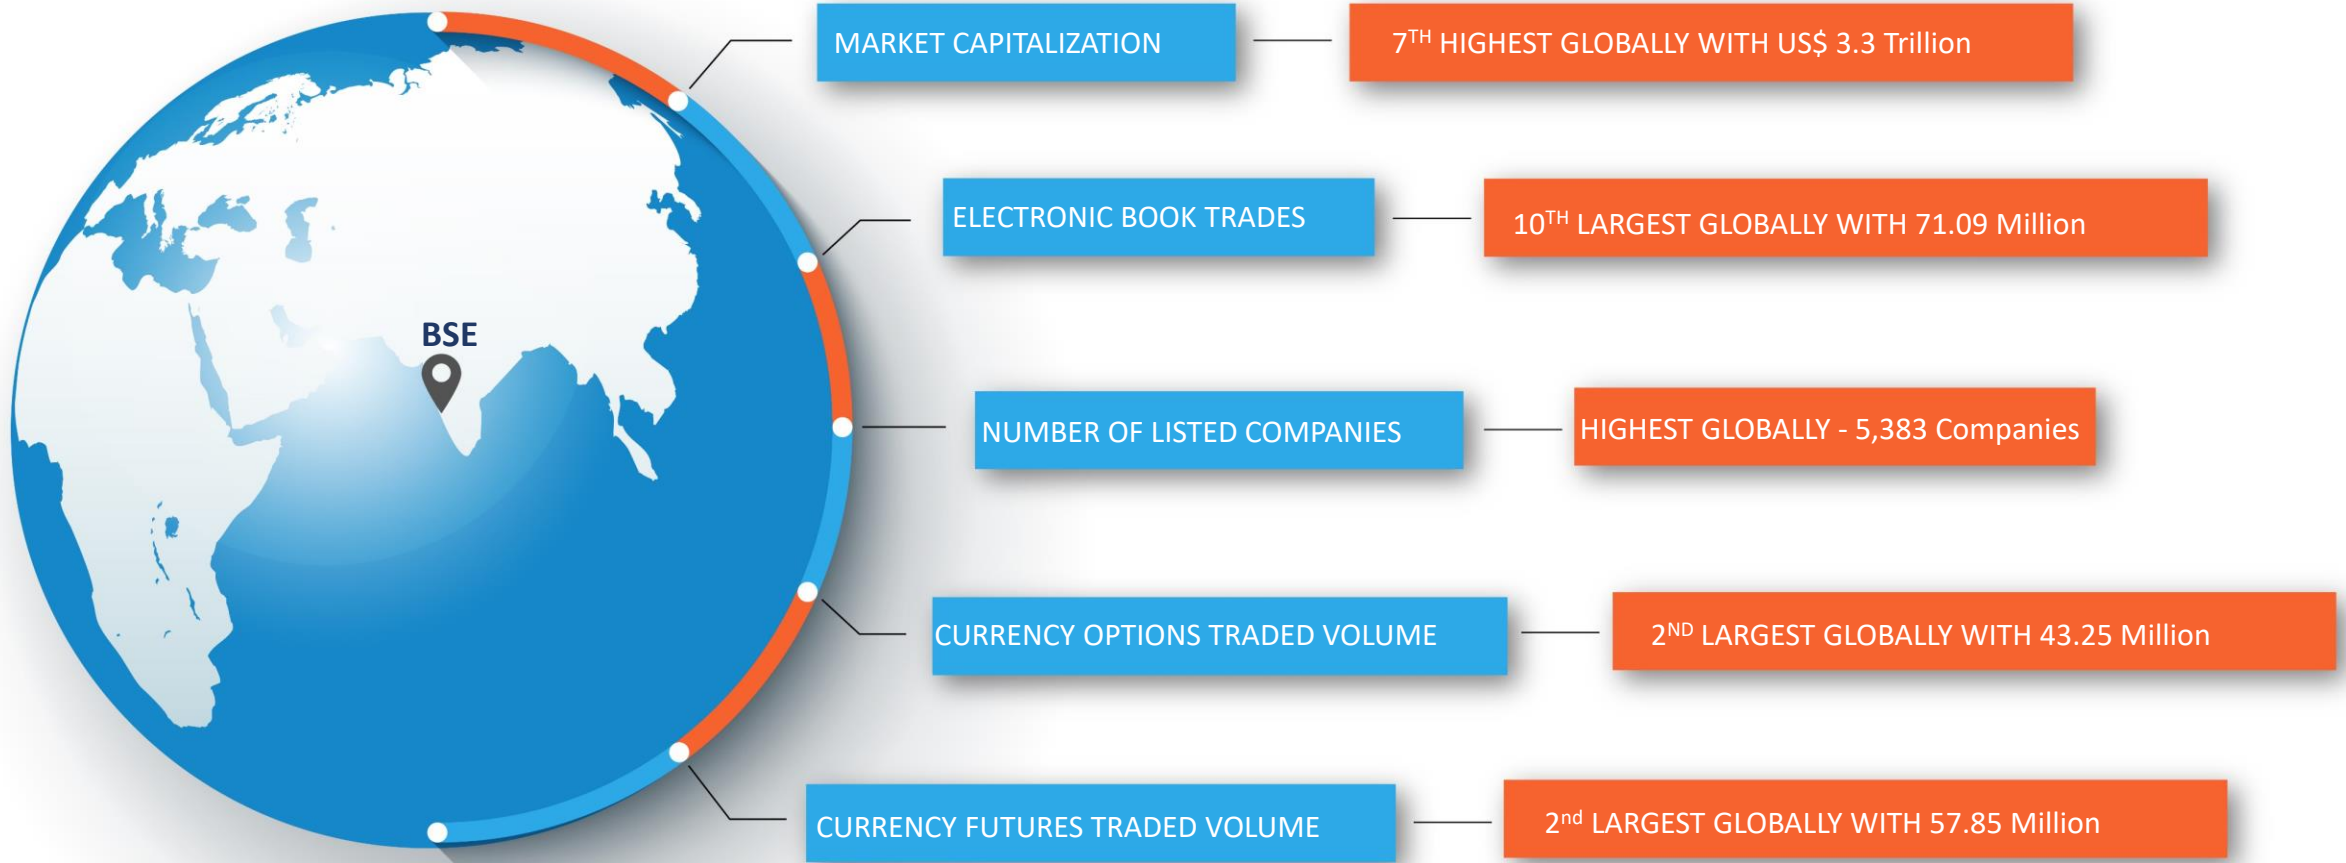 MARKET CAPITALIZATION
7TH HIGHEST GLOBALLY WITH US$ 3.3 Trillion
ELECTRONIC BOOK TRADES
10TH LARGEST GLOBALLY WITH 71.09 Million
BSE
NUMBER OF LISTED COMPANIES
HIGHEST GLOBALLY - 5,383 Companies
CURRENCY OPTIONS TRADED VOLUME
2ND LARGEST GLOBALLY WITH 43.25 Million
CURRENCY FUTURES TRADED VOLUME
2nd LARGEST GLOBALLY WITH 57.85 Million